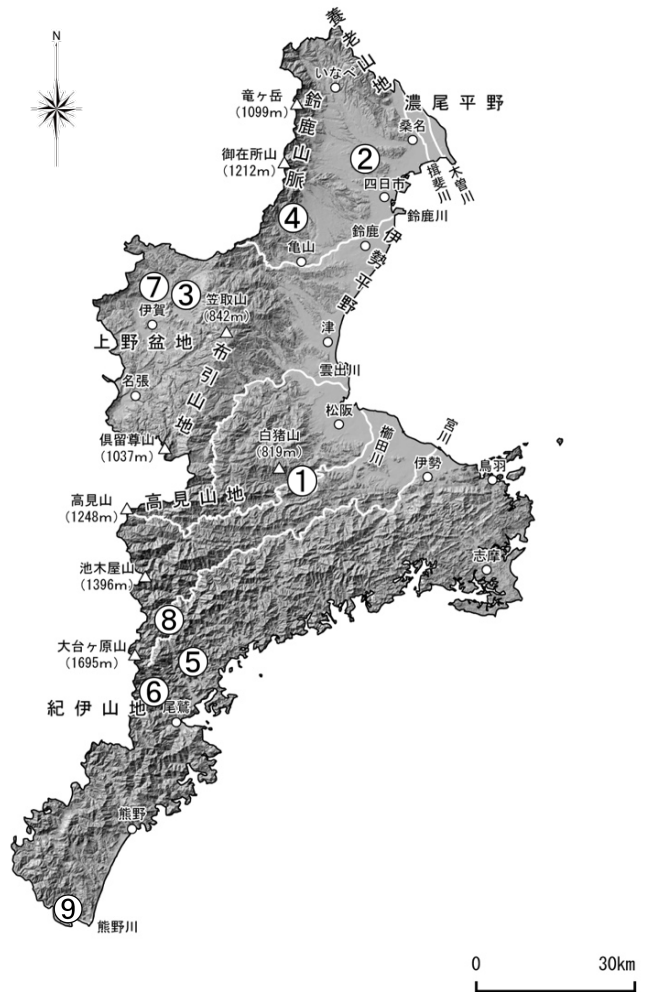 N
養老山地
いなべ
竜ヶ岳
(1099m)
鈴鹿山脈
濃尾平野
桑名
御在所山
(1212m)
②
揖斐川
木曽川
四日市
④
鈴鹿川
鈴鹿
亀山
伊勢平野
⑦
③
笠取山
(842m)
伊賀
上野盆地
津
布引山地
雲出川
名張
松阪
宮川
櫛田川
白猪山
(819m)
倶留尊山
(1037m)
伊勢
鳥羽
①
高見山
(1248m)
高見山地
志摩
池木屋山
(1396m)
⑧
大台ヶ原山
(1695m)
⑤
⑥
紀伊山地
尾鷲
熊野
⑨
熊野川
0 30km